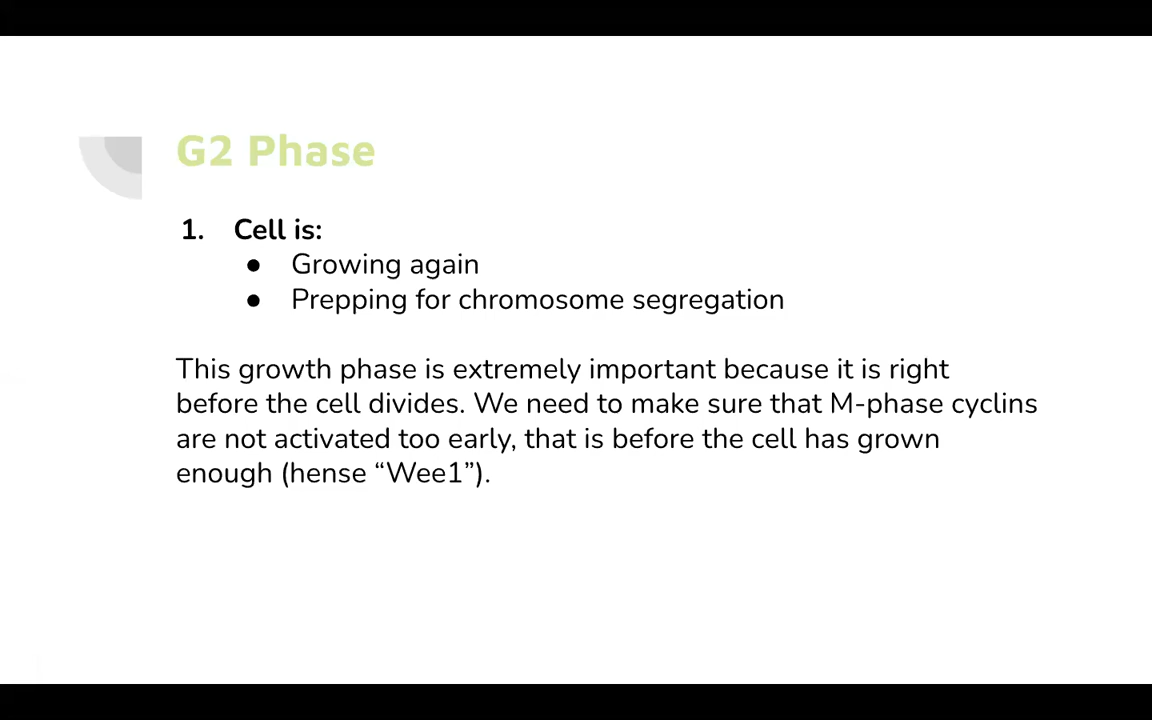 G2 Phase
1. Cell is:
● Growing again
● Prepping for chromosome segregation
This growth phase is extremely important because it is right
before the cell divides. We need to make sure that M-phase cyclins
are not activated too early, that is before the cell has grown
enough (hense “Wee1”).